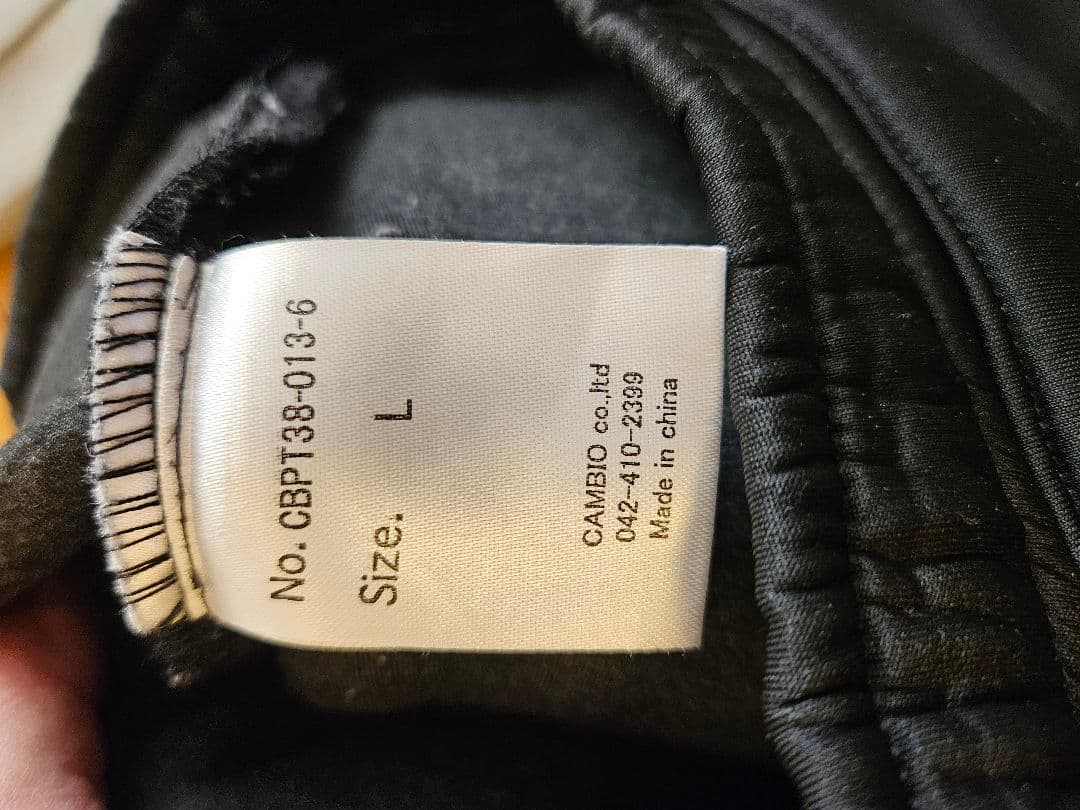 No. CBPT38-013-6
Size. L
CAMBIO co.,ltd
042-410-2399
Made in china